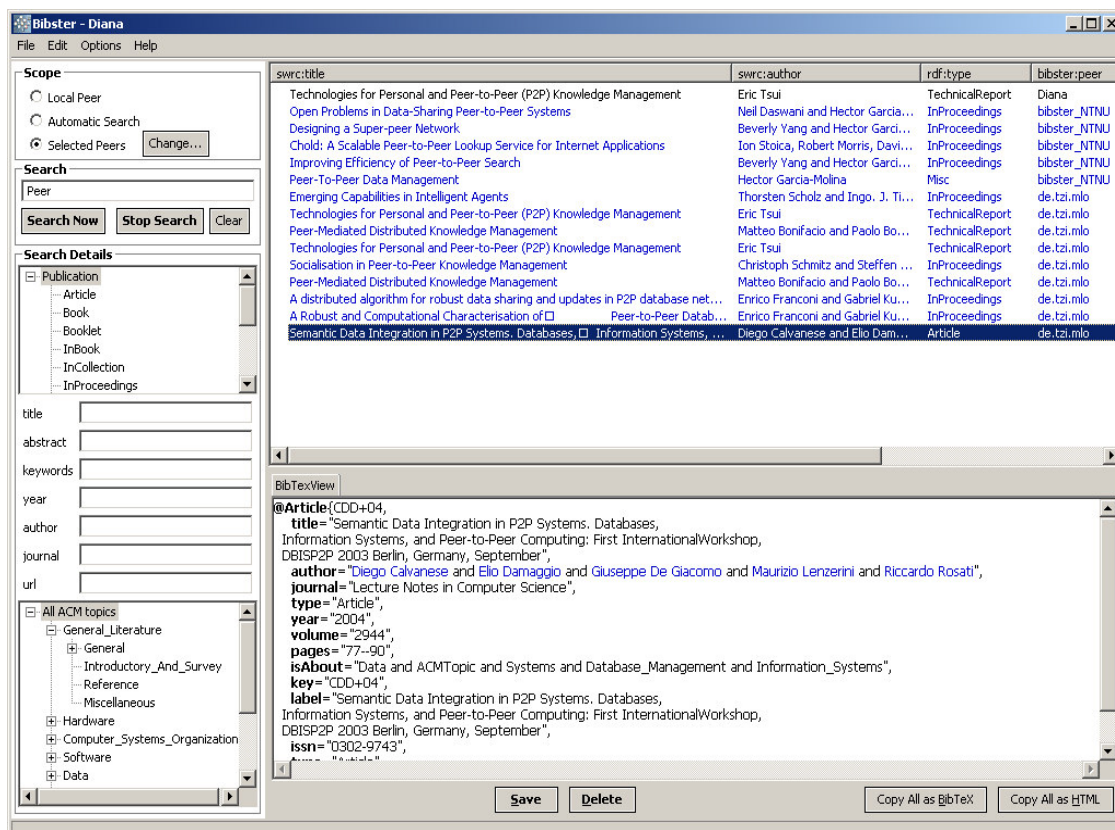 Bibster - Diana
File Edit Options Help
Scope
Local Peer
Automatic Search
Selected Peers Change...
Search
Peer
Search Now Stop Search Clear
Search Details
Publication
Article
Book
Booklet
InBook
InCollection
InProceedings
title
abstract
keywords
year
author
journal
url
All ACM topics
General_Literature
General
Introductory_And_Survey
Reference
Miscellaneous
Hardware
Computer_Systems_Organization
Software
Data
swrc:title swrc:author rdf:type bibster:peer
Technologies for Personal and Peer-to-Peer (P2P) Knowledge Management Eric Tsui TechnicalReport Diana
Open Problems in Data-Sharing Peer-to-Peer Systems Neil Daswani and Hector Garcia... InProceedings bibster_NTNU
Designing a Super-peer Network Beverly Yang and Hector Garci... InProceedings bibster_NTNU
Chold: A Scalable Peer-to-Peer Lookup Service for Internet Applications Ion Stoica, Robert Morris, Davi... InProceedings bibster_NTNU
Improving Efficiency of Peer-to-Peer Search Beverly Yang and Hector Garci... InProceedings bibster_NTNU
Peer-To-Peer Data Management Hector Garcia-Molina Misc bibster_NTNU
Emerging Capabilities in Intelligent Agents Thorsten Scholz and Ingo. J. Ti... InProceedings de.tzi.mlo
Technologies for Personal and Peer-to-Peer (P2P) Knowledge Management Eric Tsui TechnicalReport de.tzi.mlo
Peer-Mediated Distributed Knowledge Management Matteo Bonifacio and Paolo Bo... TechnicalReport de.tzi.mlo
Technologies for Personal and Peer-to-Peer (P2P) Knowledge Management Eric Tsui TechnicalReport de.tzi.mlo
Socialisation in Peer-to-Peer Knowledge Management Christoph Schmitz and Steffen ... InProceedings de.tzi.mlo
Peer-Mediated Distributed Knowledge Management Matteo Bonifacio and Paolo Bo... TechnicalReport de.tzi.mlo
A distributed algorithm for robust data sharing and updates in P2P database net... Enrico Franconi and Gabriel Ku... InProceedings de.tzi.mlo
A Robust and Computational Characterisation of□ Peer-to-Peer Datab... Enrico Franconi and Gabriel Ku... InProceedings de.tzi.mlo
Semantic Data Integration in P2P Systems. Databases,□ Information Systems, ... Diego Calvanese and Elio Dam... Article de.tzi.mlo
BibTexView
@Article{CDD+04,
title="Semantic Data Integration in P2P Systems. Databases,
Information Systems, and Peer-to-Peer Computing: First InternationalWorkshop,
DBISP2P 2003 Berlin, Germany, September",
author="Diego Calvanese and Elio Damaggio and Giuseppe De Giacomo and Maurizio Lenzerini and Riccardo Rosati",
journal="Lecture Notes in Computer Science",
type="Article",
year="2004",
volume="2944",
pages="77--90",
isAbout="Data and ACMTopic and Systems and Database_Management and Information_Systems",
key="CDD+04",
label="Semantic Data Integration in P2P Systems. Databases,
Information Systems, and Peer-to-Peer Computing: First InternationalWorkshop,
DBISP2P 2003 Berlin, Germany, September",
issn="0302-9743",
type="Article"
Save Delete Copy All as BibTeX Copy All as HTML